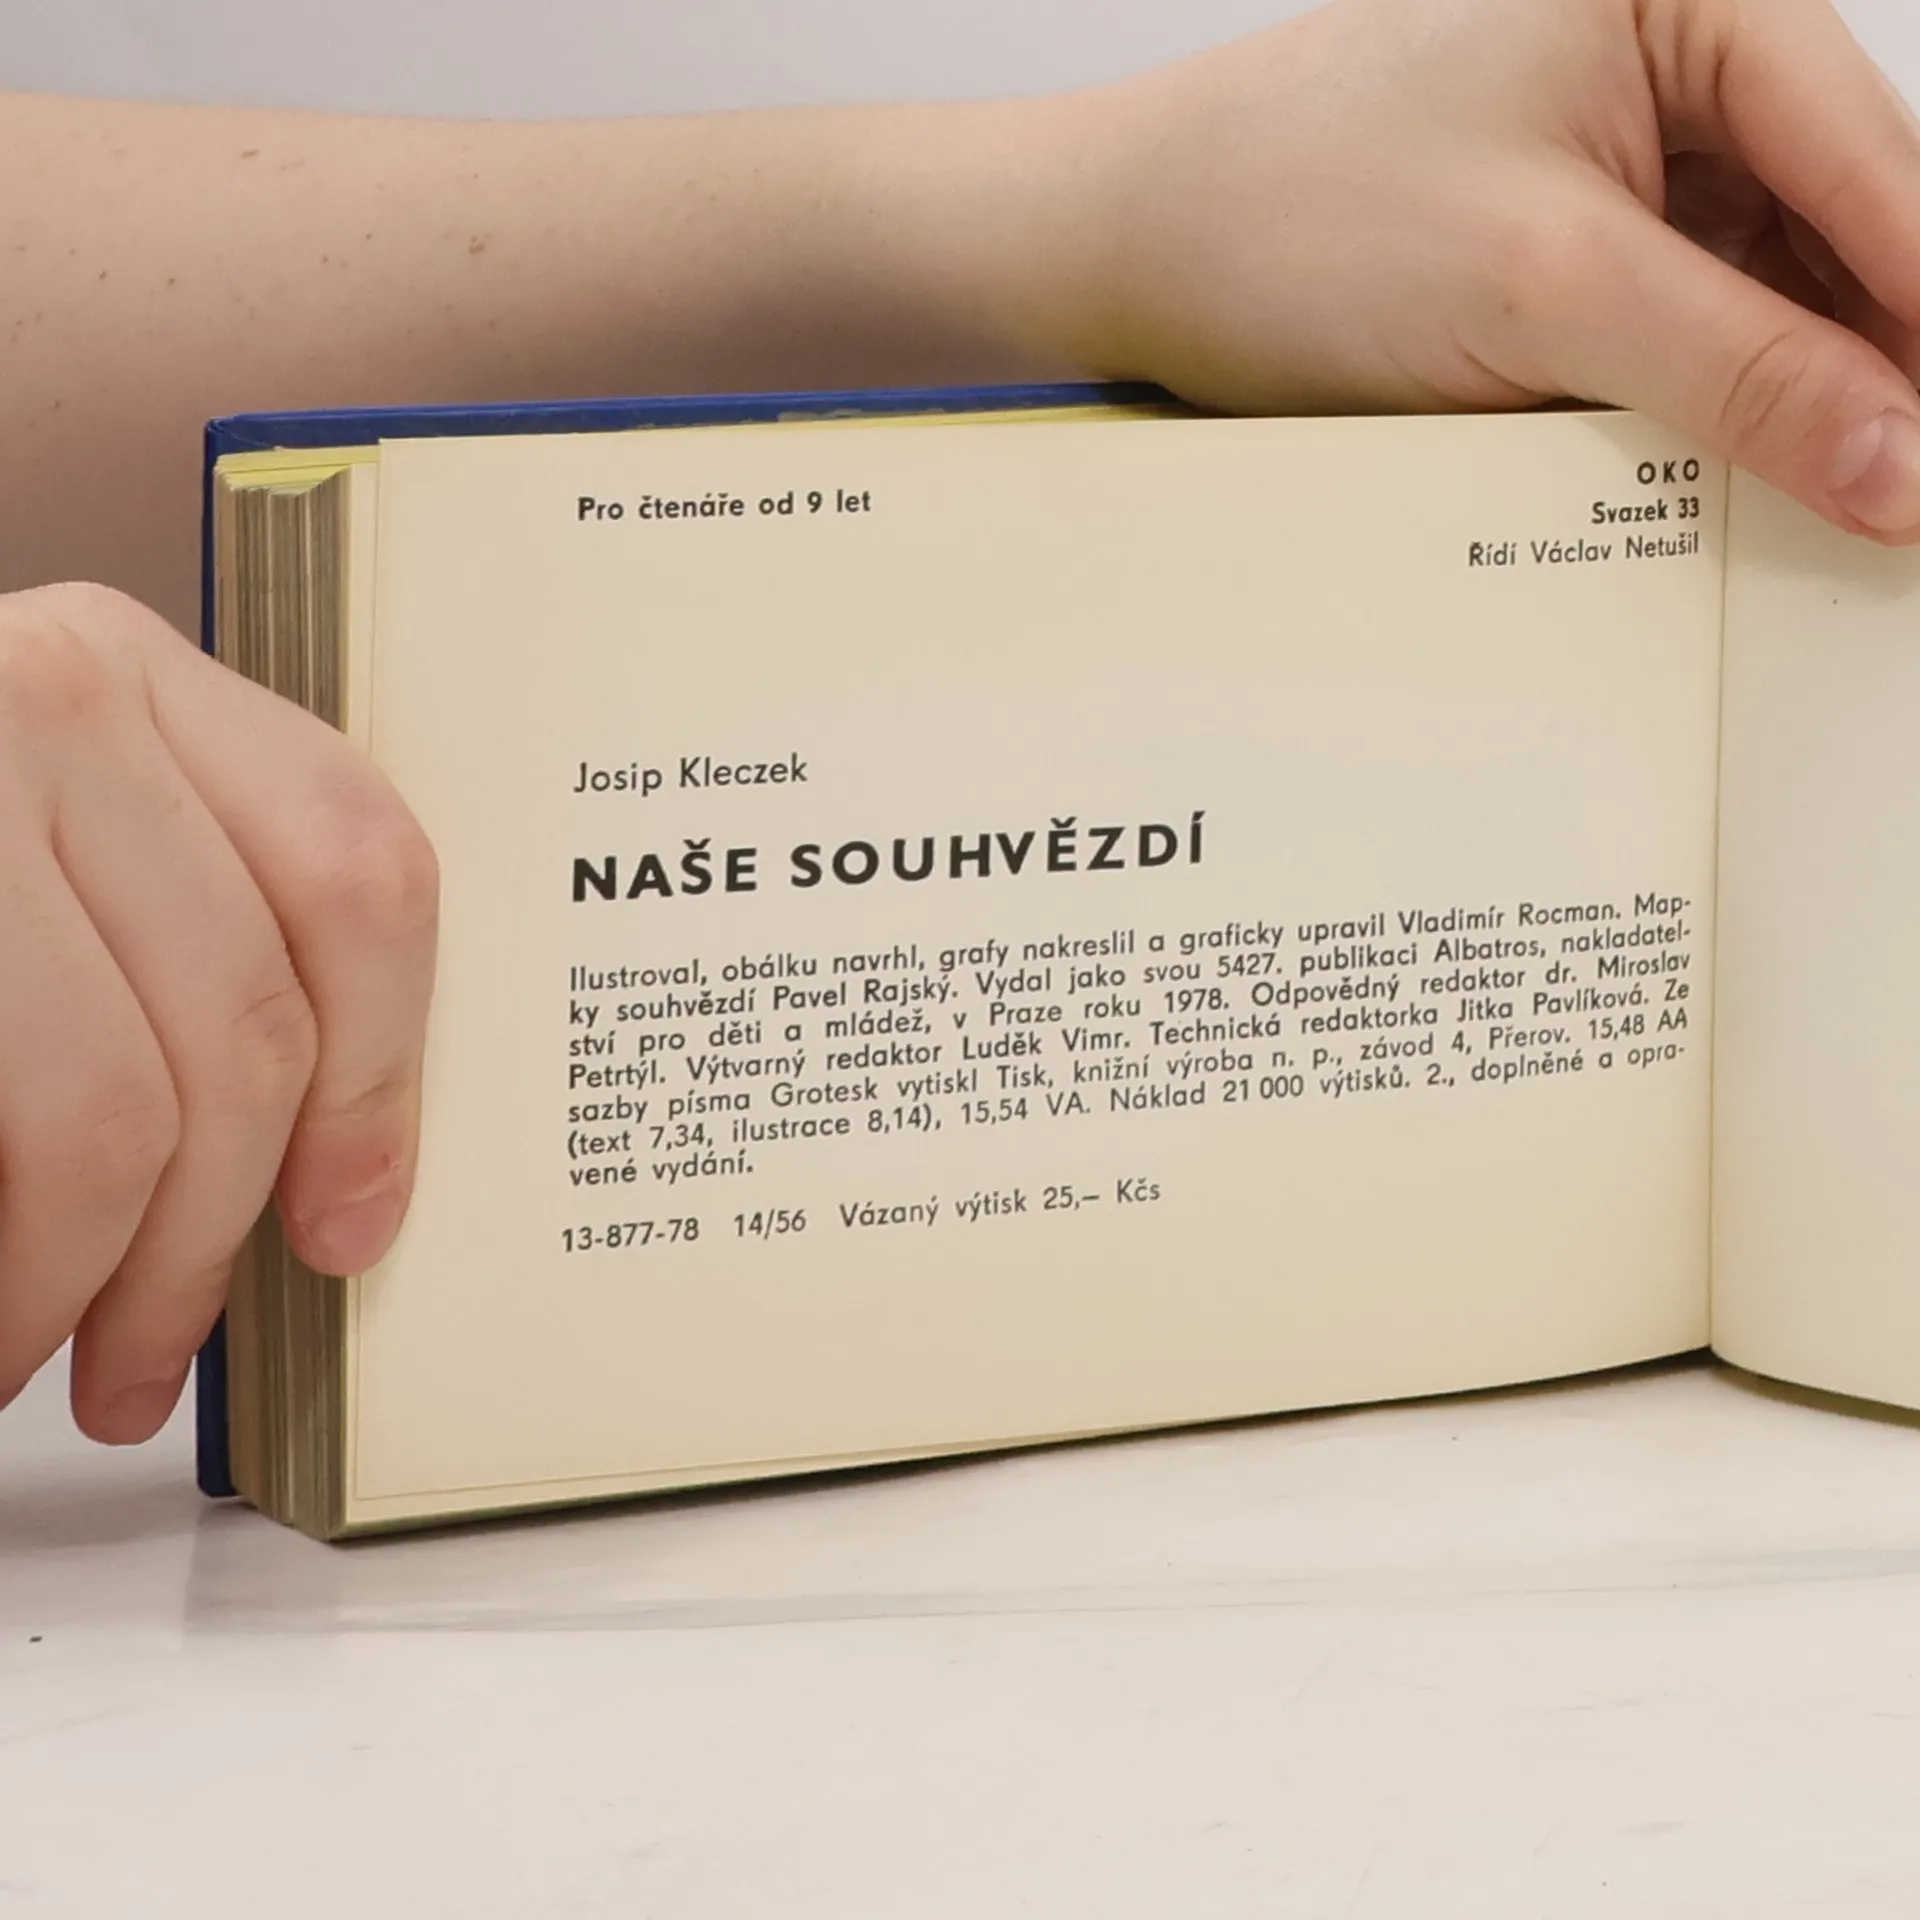 Pro čtenáře od 9 let
OKO
Svazek 33
Řídí Václav Netušil
Josip Kleczek
NAŠE SOUHVĚZDÍ
Ilustroval, obálku navrhl, grafy nakreslil a graficky upravil Vladimír Rocman. Map-
ky souhvězdí Pavel Rajský. Vydal jako svou 5427. publikaci Albatros, nakladatel-
ství pro děti a mládež, v Praze roku 1978. Odpovědný redaktor dr. Miroslav
Petrtýl. Výtvarný redaktor Luděk Vimr. Technická redaktorka Jitka Pavlíková. Ze
sazby písma Grotesk vytiskl Tisk, knižní výroba n. p., závod 4, Přerov. 15,48 AA
(text 7,34, ilustrace 8,14), 15,54 VA. Náklad 21 000 výtisků. 2., doplněné a opra-
vené vydání.
13-877-78 14/56 Vázaný výtisk 25,– Kčs